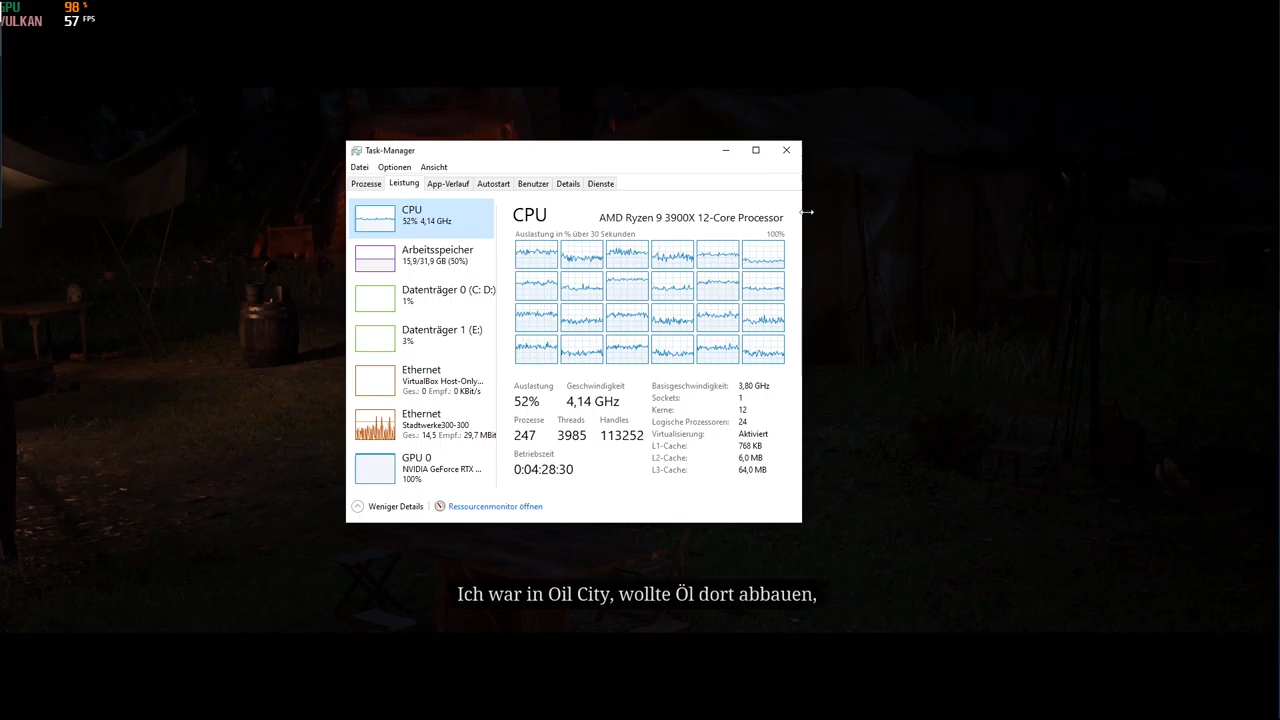 GPU 98 %
VULKAN 57 FPS
Task-Manager
Datei Optionen Ansicht
Prozesse Leistung App-Verlauf Autostart Benutzer Details Dienste
CPU
52% 4,14 GHz
Arbeitsspeicher
15,9/31,9 GB (50%)
Datenträger 0 (C: D:)
1%
Datenträger 1 (E:)
3%
Ethernet
VirtualBox Host-Only...
Ges.: 0 Empf.: 0 KBit/s
Ethernet
Stadtwerke300-300
Ges.: 14,5 Empf.: 29,7 MBit
GPU 0
NVIDIA GeForce RTX ...
100%
CPU AMD Ryzen 9 3900X 12-Core Processor
Auslastung in % über 30 Sekunden 100%
Auslastung Geschwindigkeit
52% 4,14 GHz
Prozesse Threads Handles
247 3985 113252
Betriebszeit
0:04:28:30
Basisgeschwindigkeit: 3,80 GHz
Sockets: 1
Kerne: 12
Logische Prozessoren: 24
Virtualisierung: Aktiviert
L1-Cache: 768 KB
L2-Cache: 6,0 MB
L3-Cache: 64,0 MB
Weniger Details Ressourcenmonitor öffnen
Ich war in Oil City, wollte Öl dort abbauen,